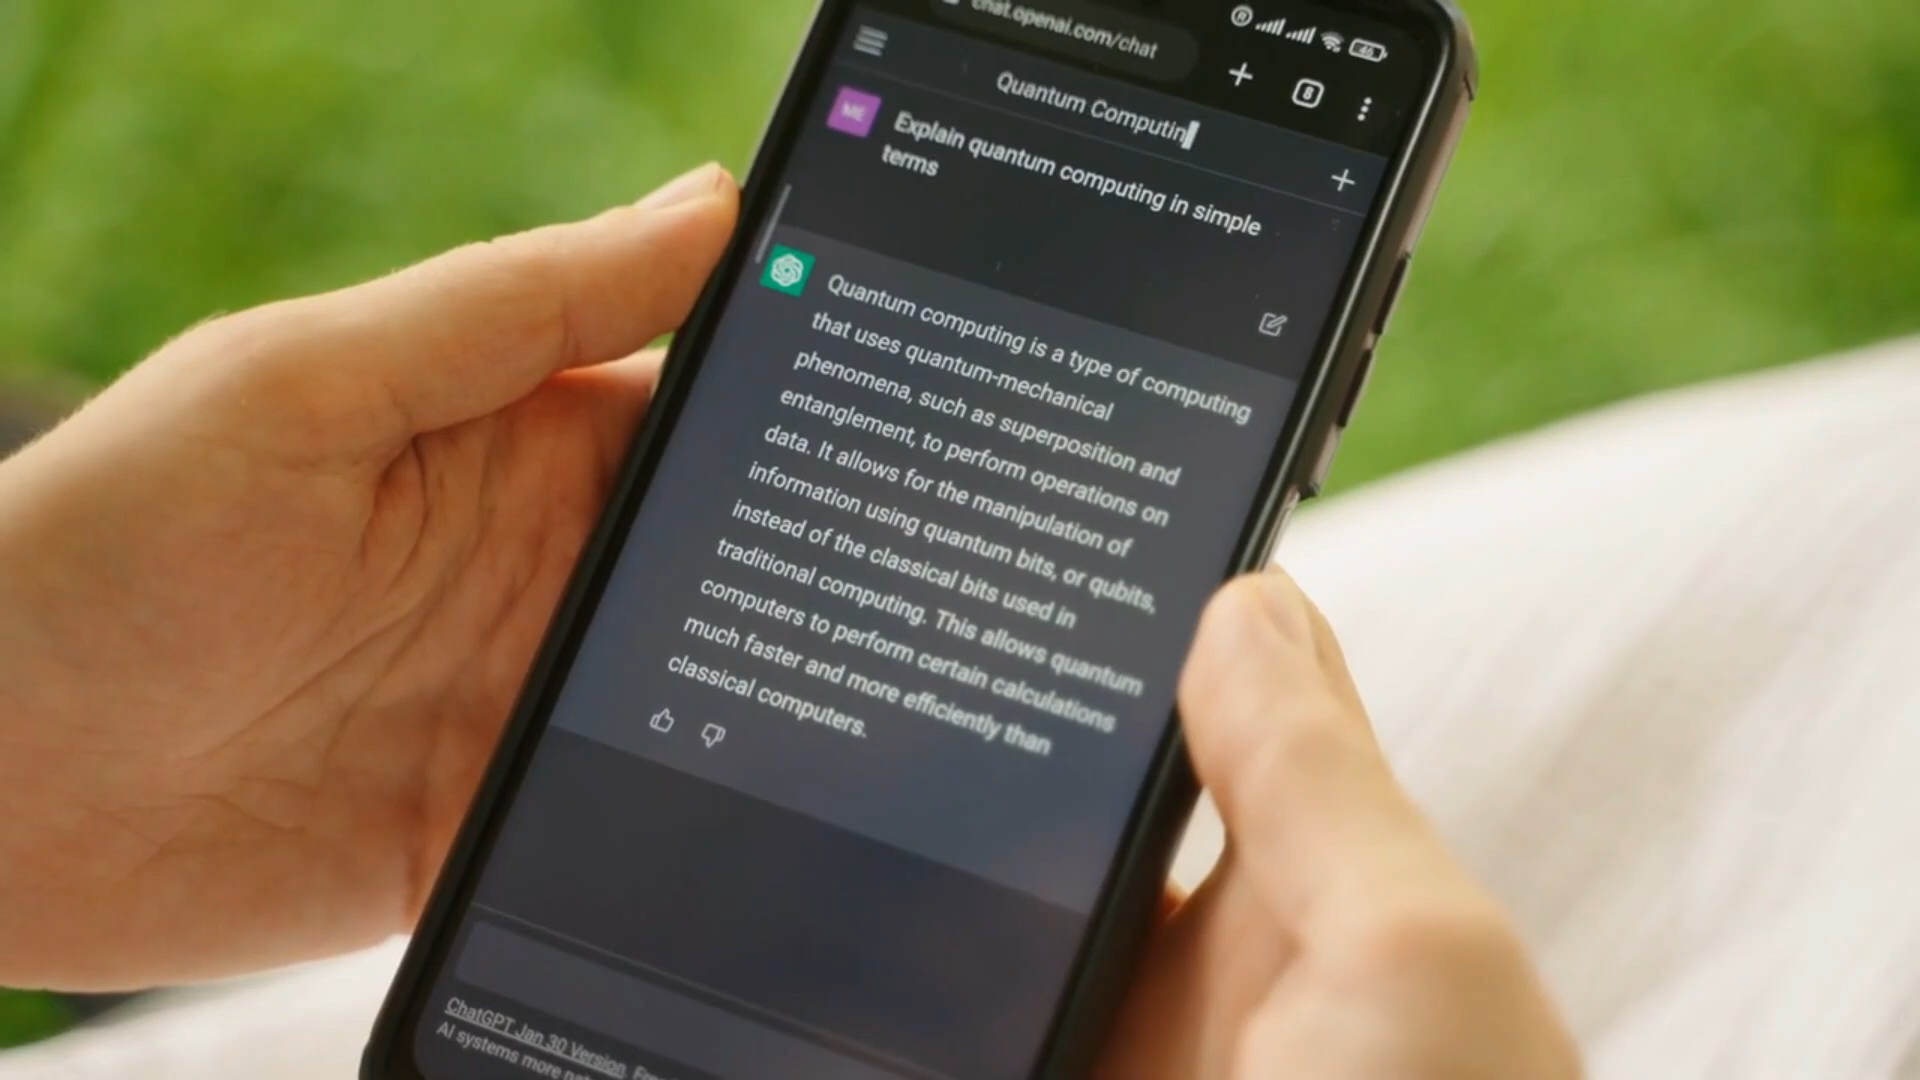 chat.openai.com/chat
46
8
Quantum Computin
ME
Explain quantum computing in simple
terms
Quantum computing is a type of computing
that uses quantum-mechanical
phenomena, such as superposition and
entanglement, to perform operations on
data. It allows for the manipulation of
information using quantum bits, or qubits,
instead of the classical bits used in
traditional computing. This allows quantum
computers to perform certain calculations
much faster and more efficiently than
classical computers.
ChatGPT Jan 30 Version.
AI systems more